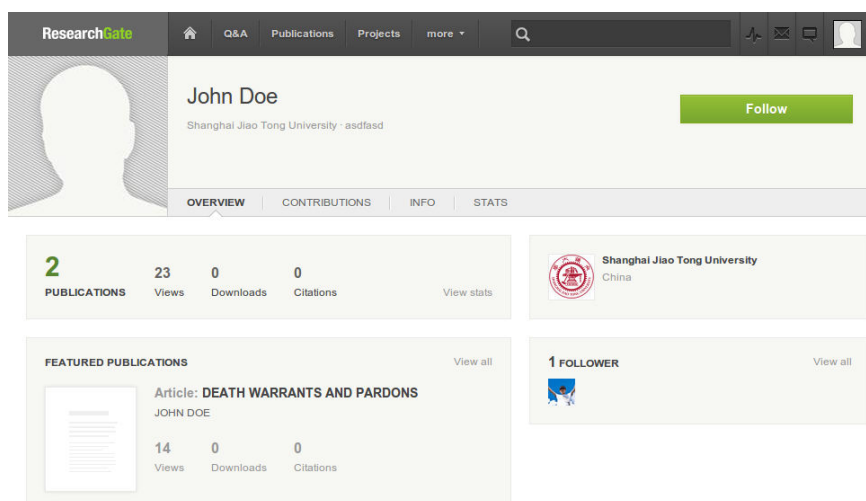 ResearchGate Q&A Publications Projects more
John Doe
Shanghai Jiao Tong University · asdfasd
Follow
OVERVIEW CONTRIBUTIONS INFO STATS
2
PUBLICATIONS
23
Views
0
Downloads
0
Citations
View stats
Shanghai Jiao Tong University
China
FEATURED PUBLICATIONS View all
Article: DEATH WARRANTS AND PARDONS
JOHN DOE
14
Views
0
Downloads
0
Citations
1 FOLLOWER View all